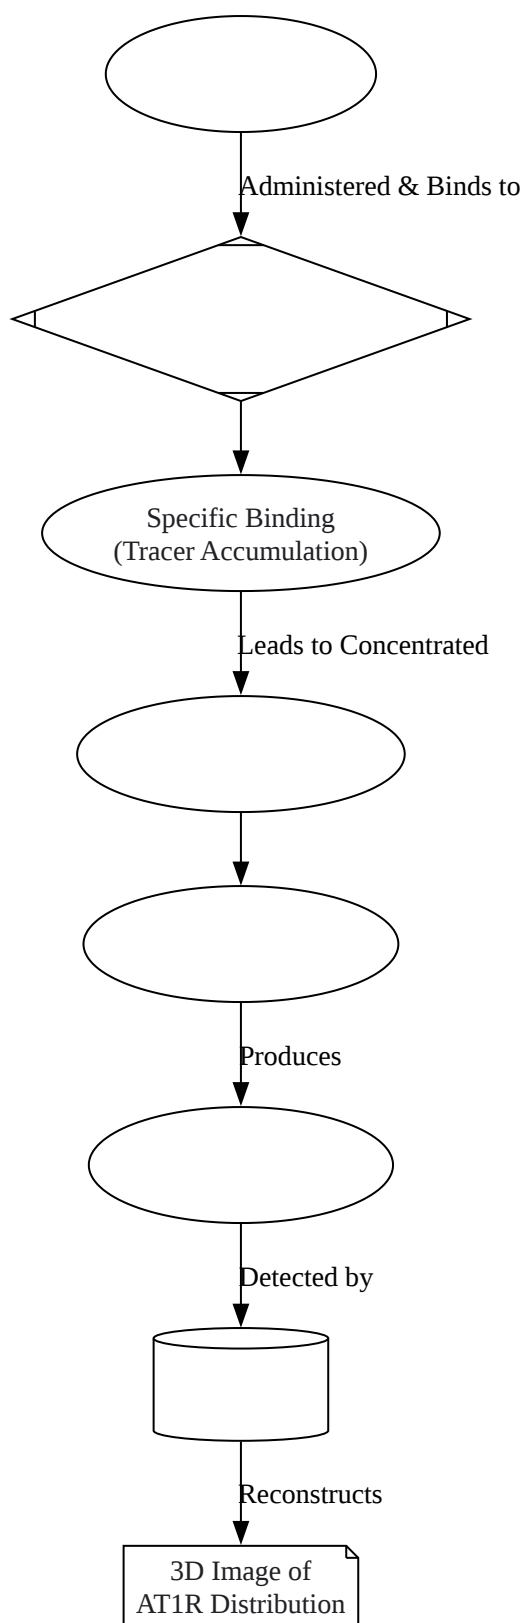 Administered & Binds to
Specific Binding
(Tracer Accumulation)
Leads to Concentrated
Produces
Detected by
Reconstructs
3D Image of
AT1R Distribution